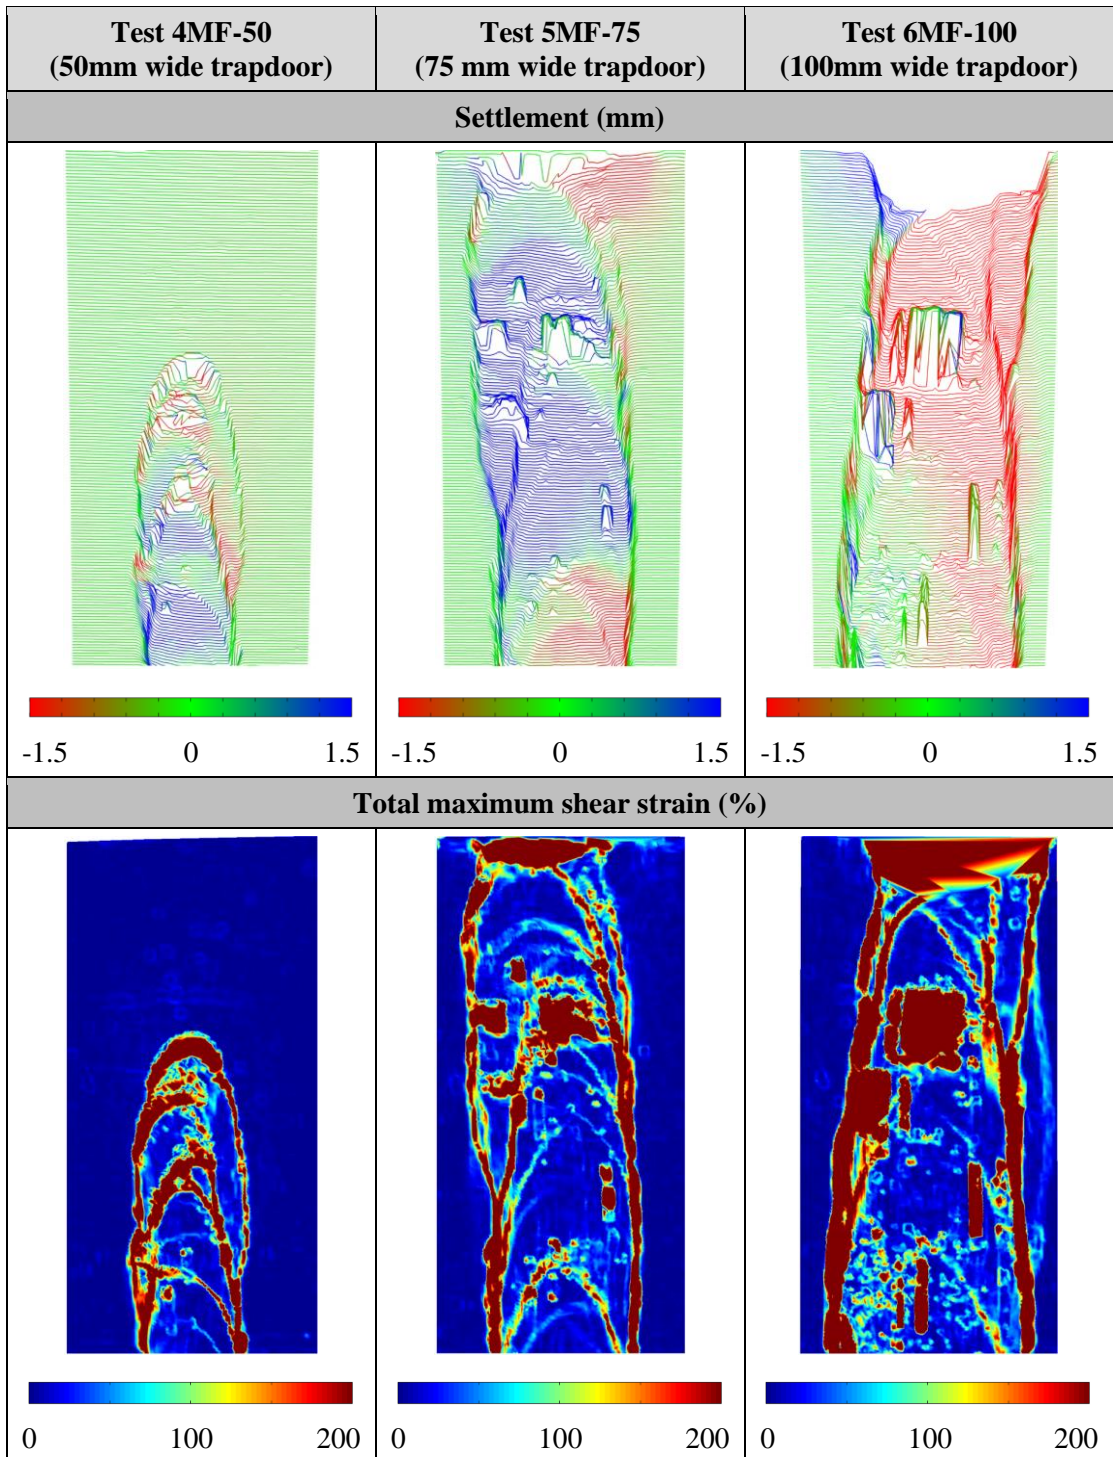 Test 4MF-50
(50mm wide trapdoor)
Test 5MF-75
(75 mm wide trapdoor)
Test 6MF-100
(100mm wide trapdoor)
Settlement (mm)
-1.5 0 1.5
-1.5 0 1.5
-1.5 0 1.5
Total maximum shear strain (%)
0 100 200
0 100 200
0 100 200